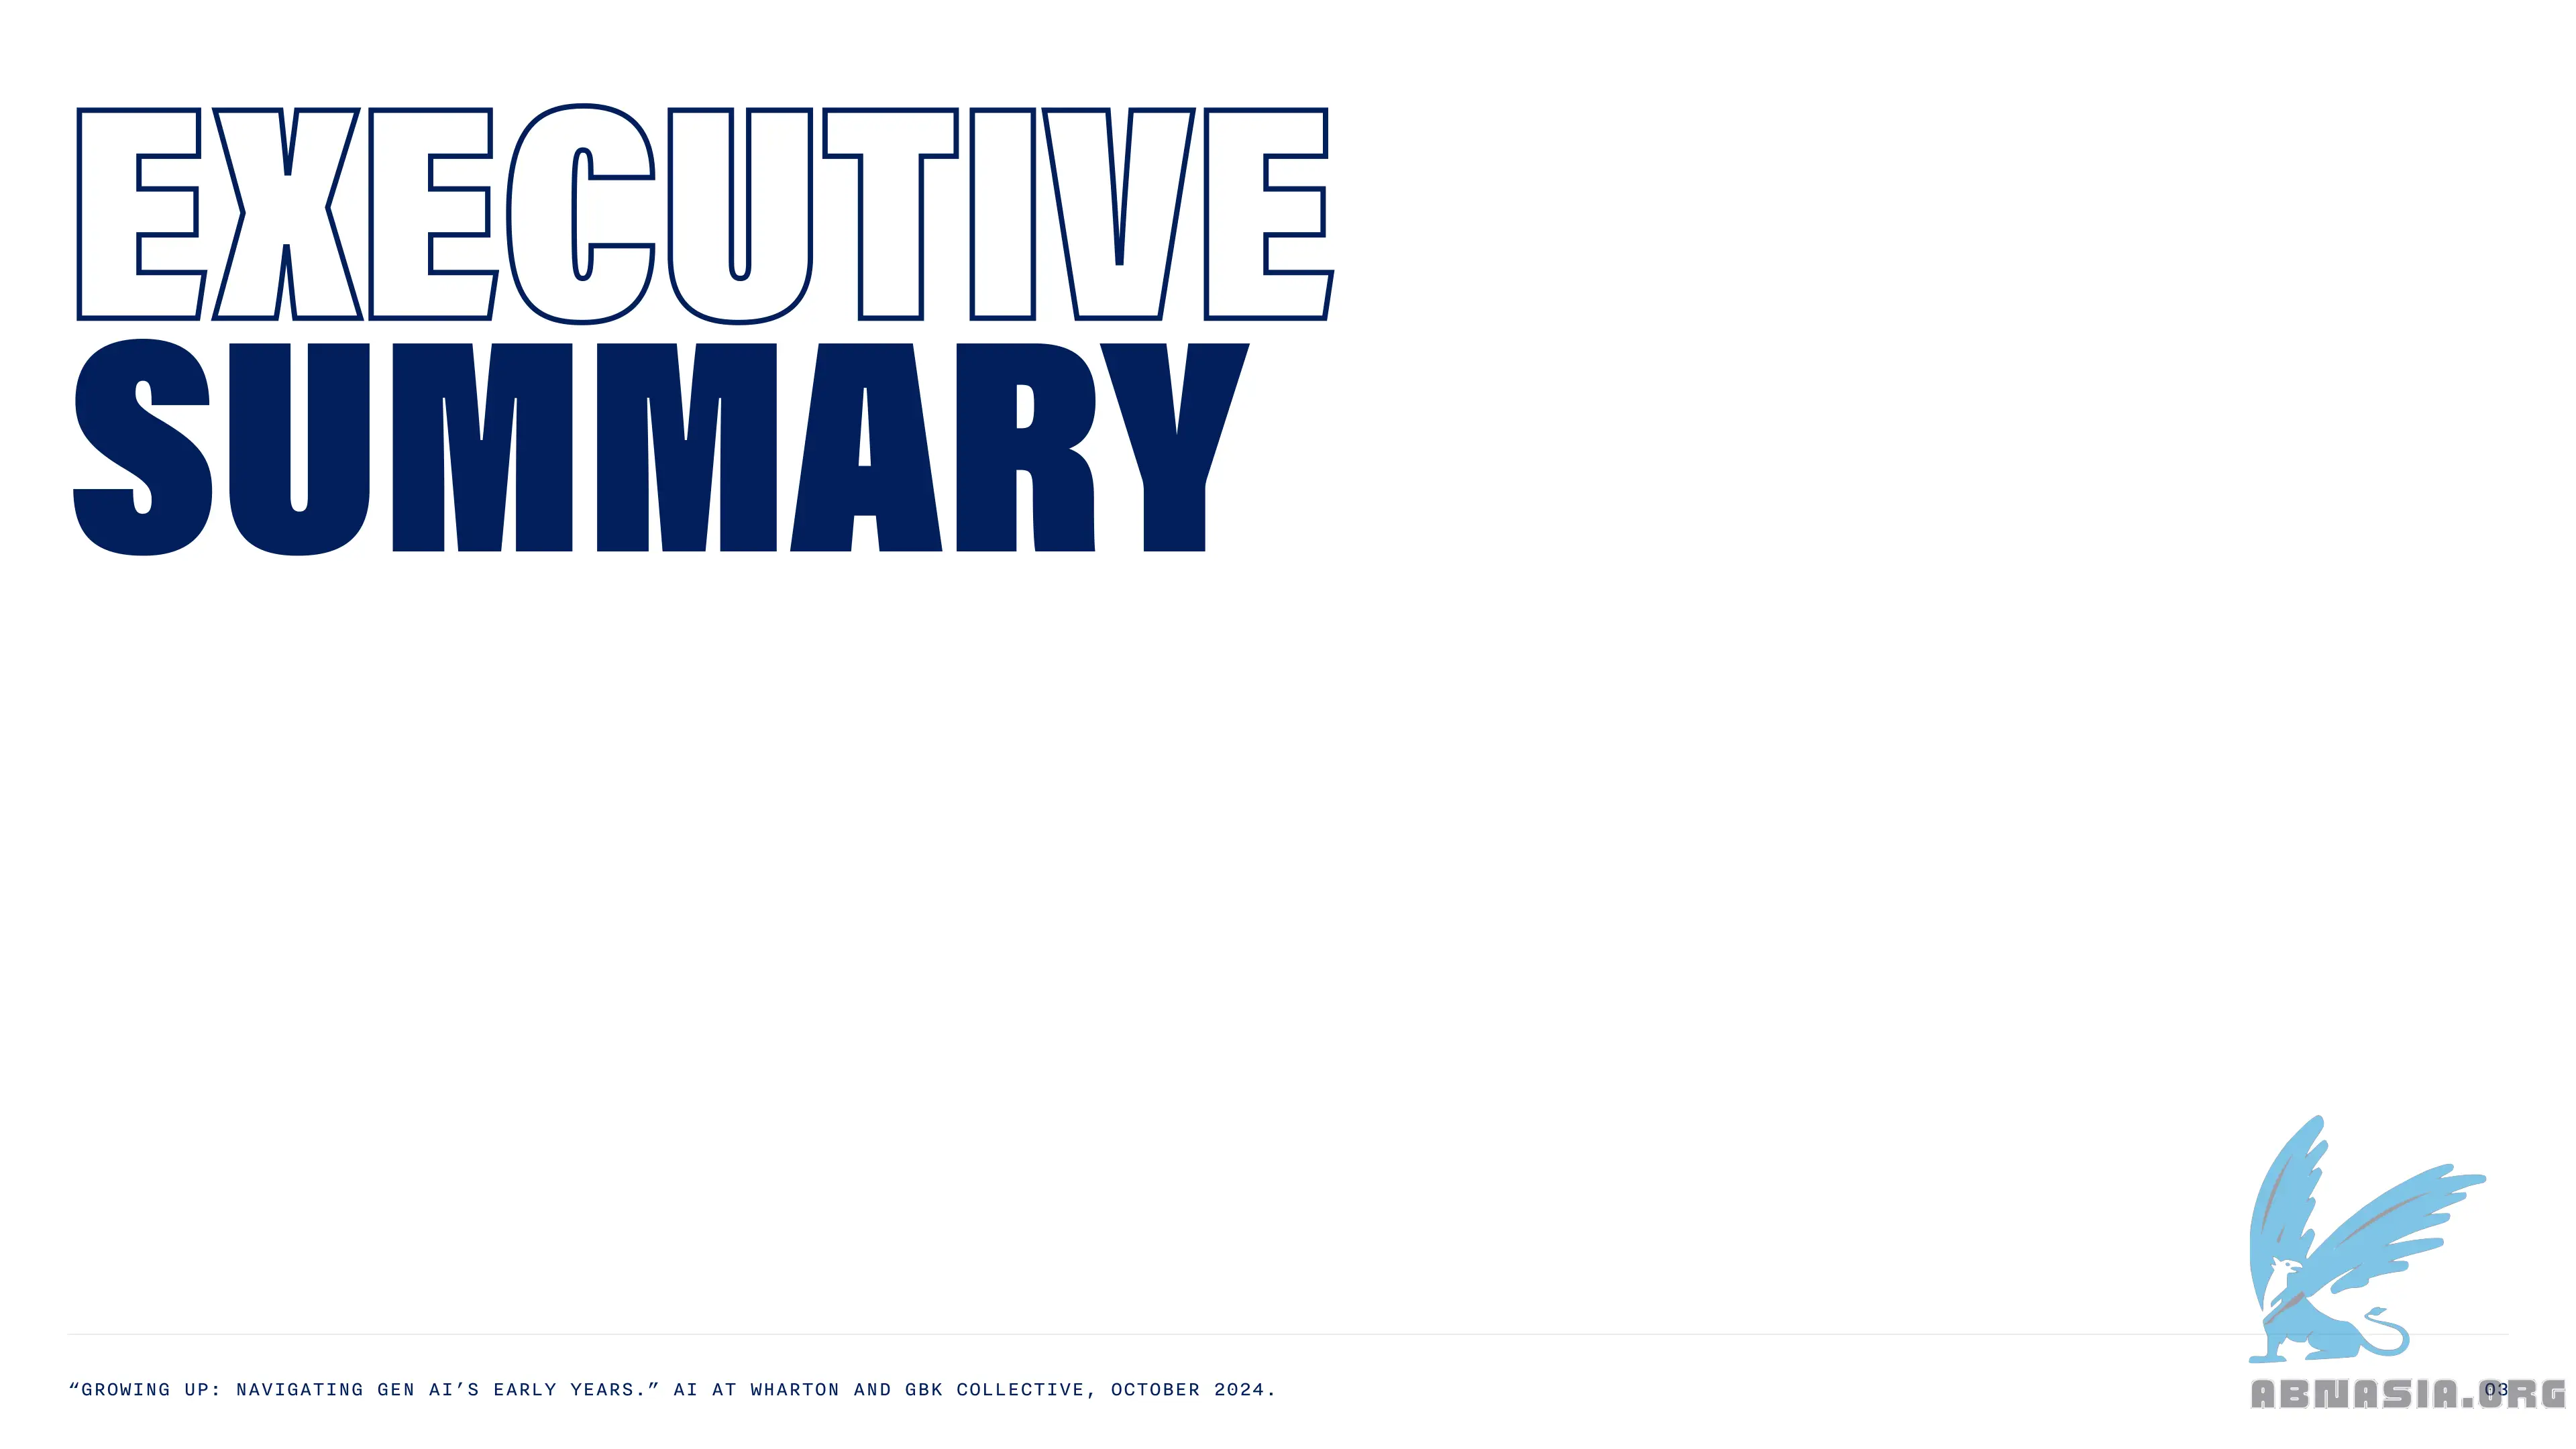 EXECUTIVE
SUMMARY
“GROWING UP: NAVIGATING GEN AI’S EARLY YEARS.” AI AT WHARTON AND GBK COLLECTIVE, OCTOBER 2024.
03
ABNASIA.ORG